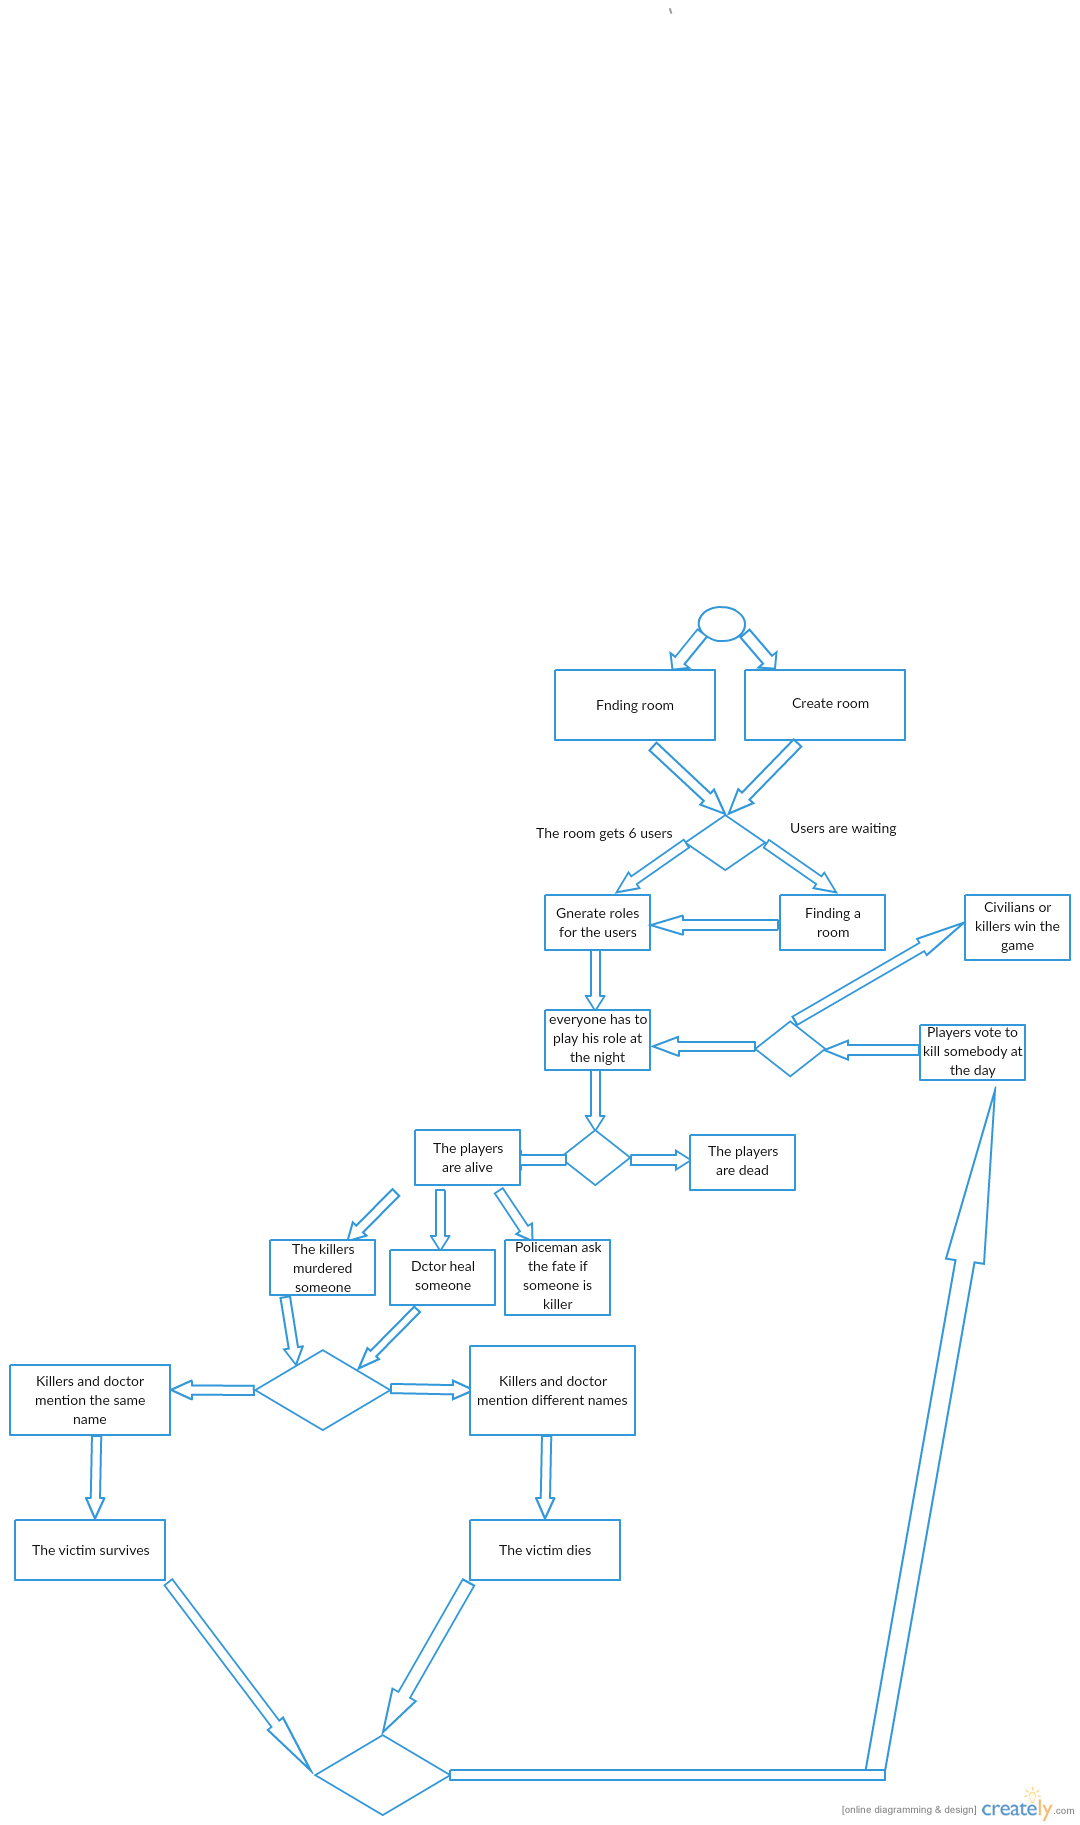 Fnding room
Create room
The room gets 6 users
Users are waiting
Gnerate roles
for the users
Finding a
room
Civilians or
killers win the
game
everyone has to
play his role at
the night
Players vote to
kill somebody at
the day
The players
are alive
The players
are dead
The killers
murdered
someone
Dctor heal
someone
Policeman ask
the fate if
someone is
killer
Killers and doctor
mention the same
name
Killers and doctor
mention different names
The victim survives
The victim dies
[online diagramming & design] creately.com